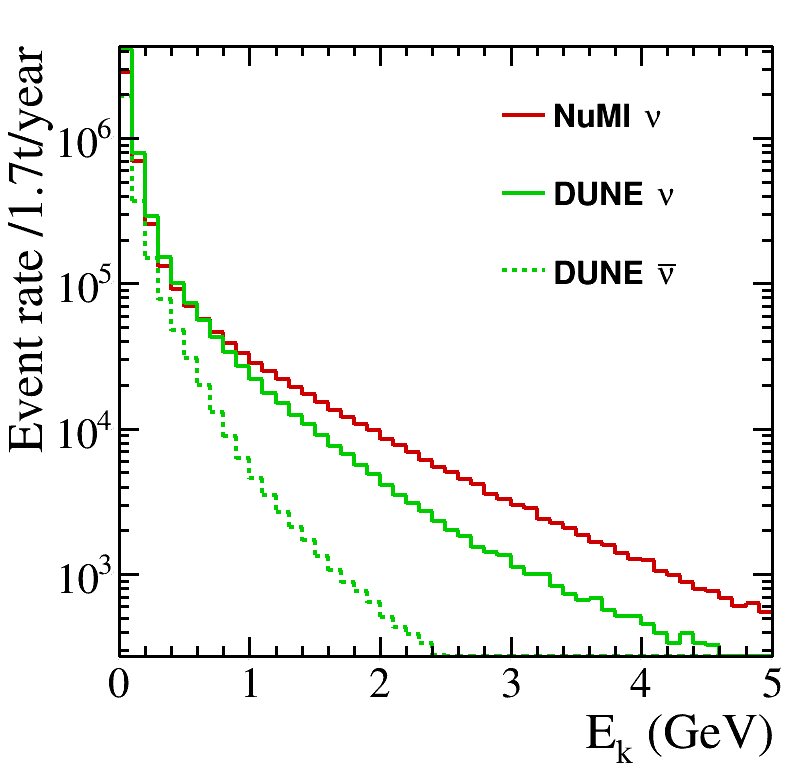 Event rate /1.7t/year
10⁶
10⁵
10⁴
10³
NuMI ν
DUNE ν
DUNE ν̅
0 1 2 3 4 5
Eₖ (GeV)